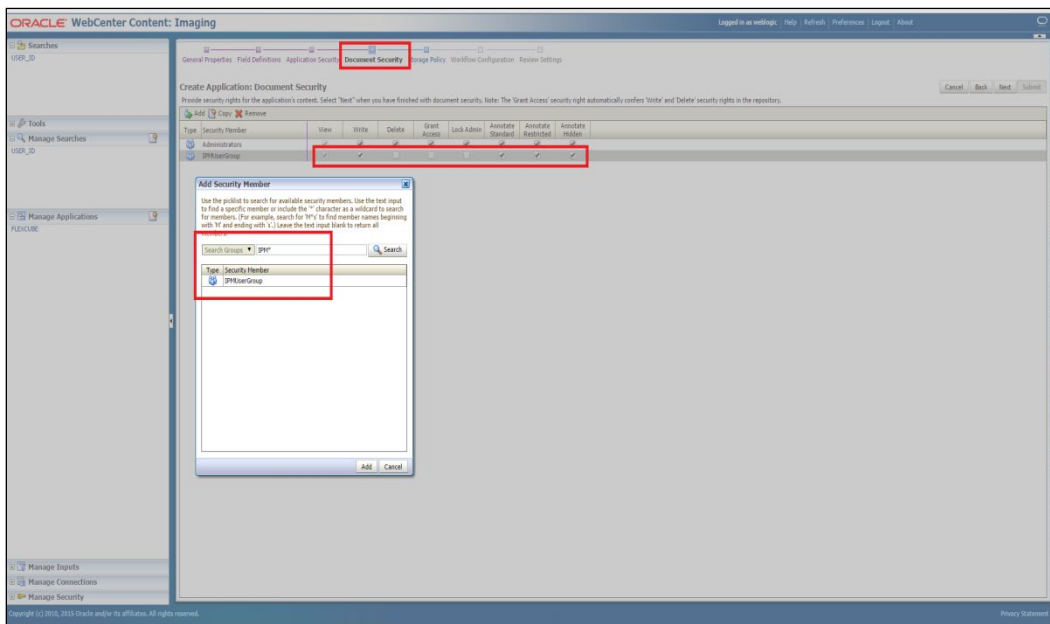 ORACLE WebCenter Content: Imaging
Logged in as weblogic Help Refresh Preferences Logout About
Searches
USER_ID
Tools
Manage Searches
USER_ID
Manage Applications
FLEXCUBE
Manage Inputs
Manage Connections
Manage Security
General Properties Field Definitions Application Security Document Security Storage Policy Workflow Configuration Review Settings
Create Application: Document Security
Cancel Back Next Submit
Provide security rights for the application's content. Select "Next" when you have finished with document security. Note: The 'Grant Access' security right automatically confers 'Write' and 'Delete' security rights in the repository.
Add Copy Remove
Type Security Member View Write Delete Grant Access Lock Admin Annotate Standard Annotate Restricted Annotate Hidden
Administrators
IPMUserGroup
Add Security Member
Use the picklist to search for available security members. Use the text input
to find a specific member or include the '*' character as a wildcard to search
for members. (For example, search for 'M*s' to find member names beginning
with 'M' and ending with 's'.) Leave the text input blank to return all
members.
Search Groups IPM* Search
Type Security Member
IPMUserGroup
Add Cancel
Copyright (c) 2010, 2015 Oracle and/or its affiliates. All rights reserved.
Privacy Statement